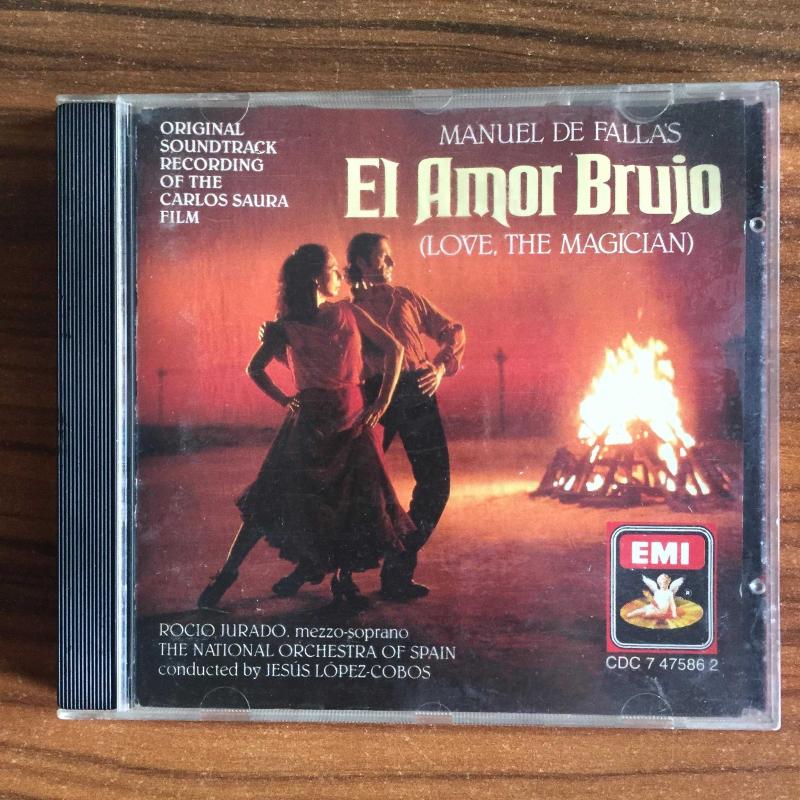 ORIGINAL
SOUNDTRACK
RECORDING
OF THE
CARLOS SAURA
FILM
MANUEL DE FALLA'S
El Amor Brujo
(LOVE, THE MAGICIAN)
EMI
ROCIO JURADO, mezzo-soprano
THE NATIONAL ORCHESTRA OF SPAIN
conducted by JESÚS LÓPEZ-COBOS
CDC 7 47586 2